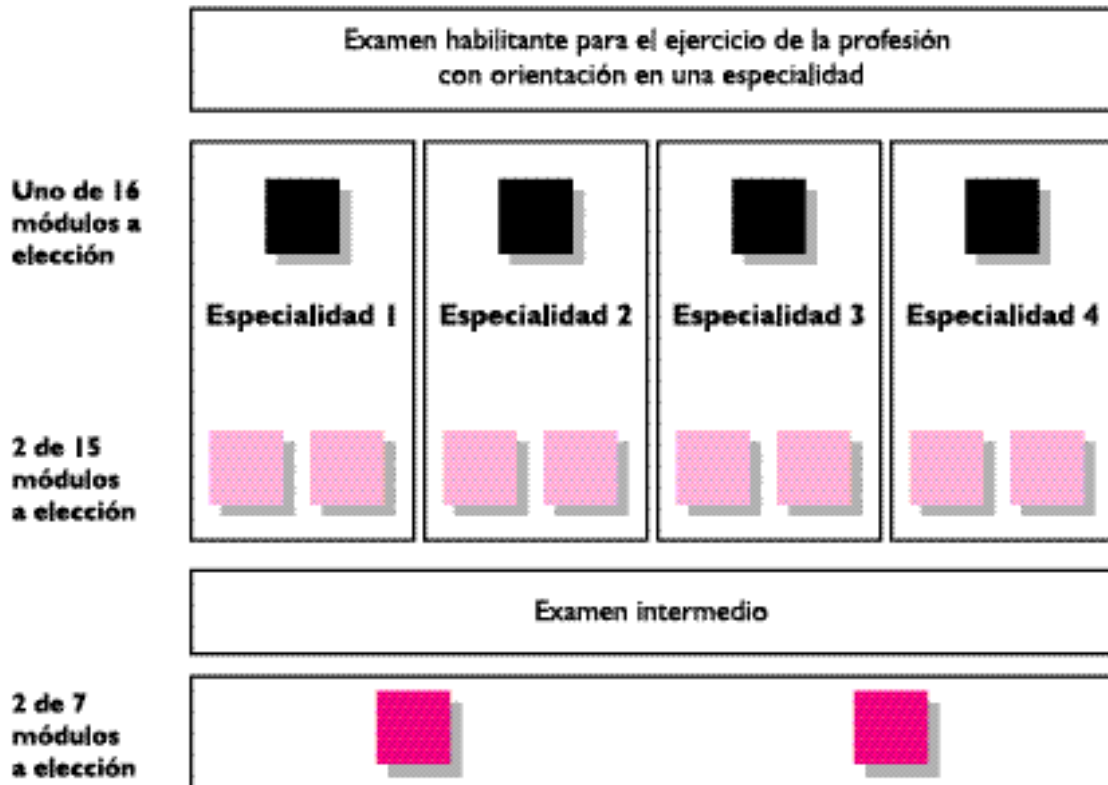 Examen habilitante para el ejercicio de la profesión
con orientación en una especialidad
Uno de 16
módulos a
elección
Especialidad 1
Especialidad 2
Especialidad 3
Especialidad 4
2 de 15
módulos
a elección
Examen intermedio
2 de 7
módulos
a elección